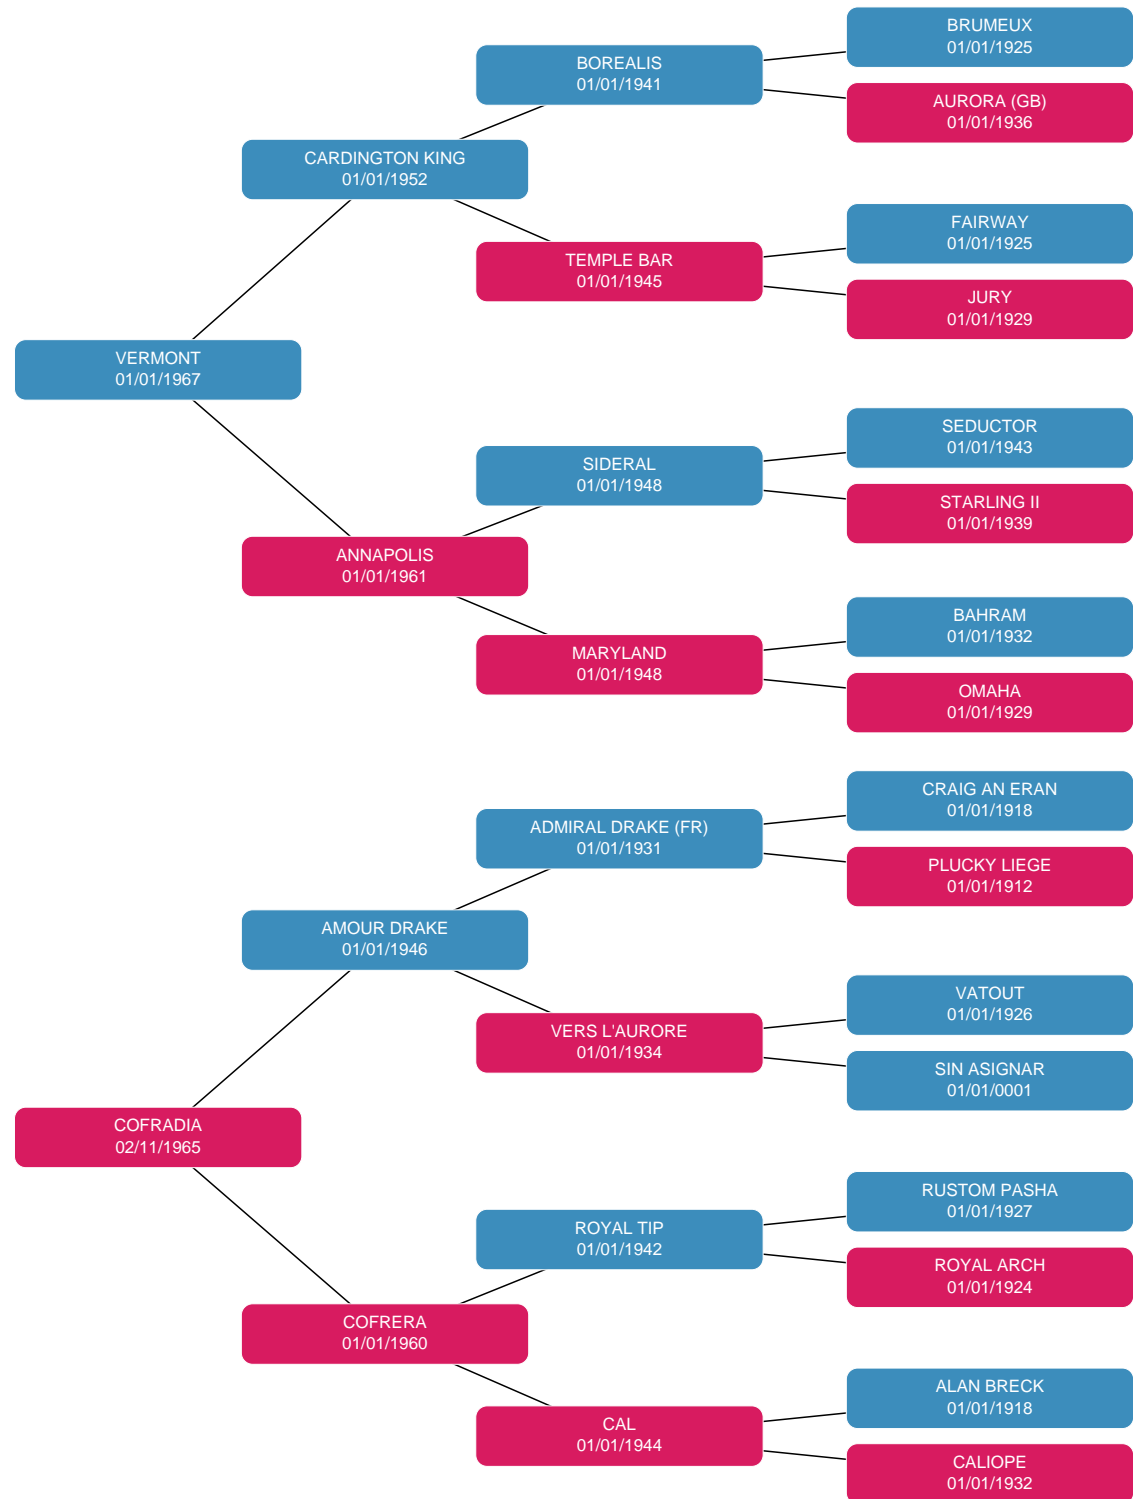 BRUMEUX
01/01/1925
BOREALIS
01/01/1941
AURORA (GB)
01/01/1936
CARDINGTON KING
01/01/1952
FAIRWAY
01/01/1925
TEMPLE BAR
01/01/1945
JURY
01/01/1929
VERMONT
01/01/1967
SEDUCTOR
01/01/1943
SIDERAL
01/01/1948
STARLING II
01/01/1939
ANNAPOLIS
01/01/1961
BAHRAM
01/01/1932
MARYLAND
01/01/1948
OMAHA
01/01/1929
CRAIG AN ERAN
01/01/1918
ADMIRAL DRAKE (FR)
01/01/1931
PLUCKY LIEGE
01/01/1912
AMOUR DRAKE
01/01/1946
VATOUT
01/01/1926
VERS L'AURORE
01/01/1934
SIN ASIGNAR
01/01/0001
COFRADIA
02/11/1965
RUSTOM PASHA
01/01/1927
ROYAL TIP
01/01/1942
ROYAL ARCH
01/01/1924
COFRERA
01/01/1960
ALAN BRECK
01/01/1918
CAL
01/01/1944
CALIOPE
01/01/1932